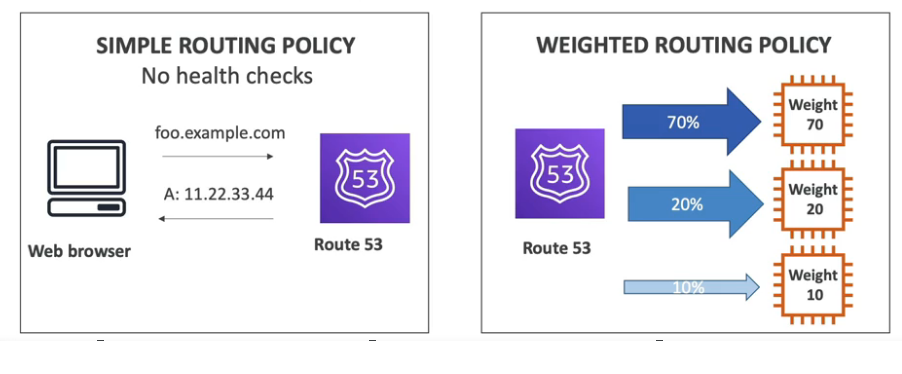 SIMPLE ROUTING POLICY
No health checks
foo.example.com
A: 11.22.33.44
53
Web browser
Route 53
WEIGHTED ROUTING POLICY
53
Route 53
70%
Weight
70
20%
Weight
20
10%
Weight
10